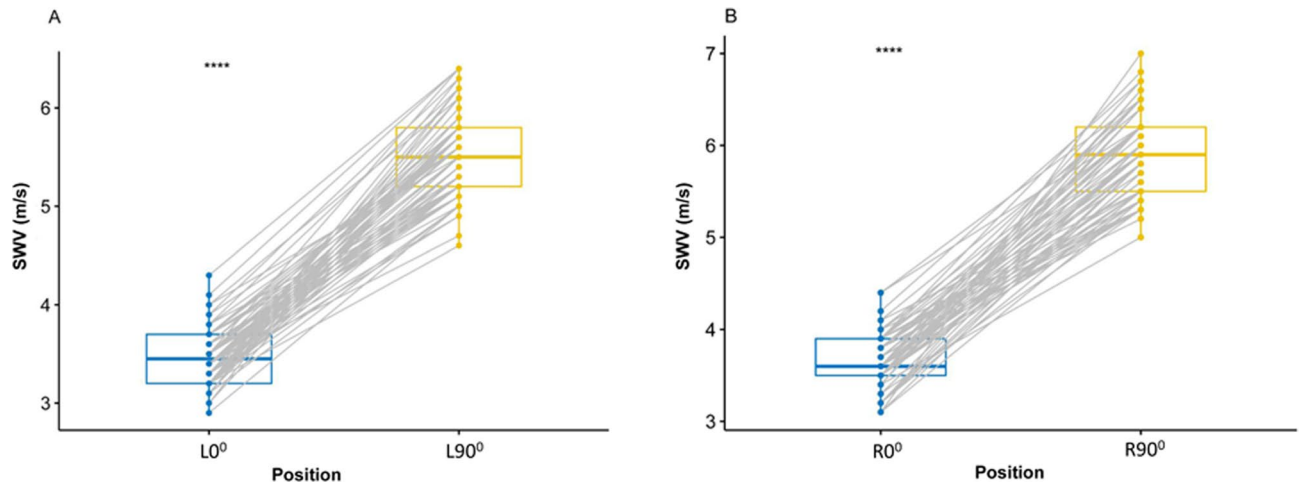 A
SWV (m/s)
6
5
4
3
****
L0⁰
L90⁰
Position
B
SWV (m/s)
7
6
5
4
3
****
R0⁰
R90⁰
Position